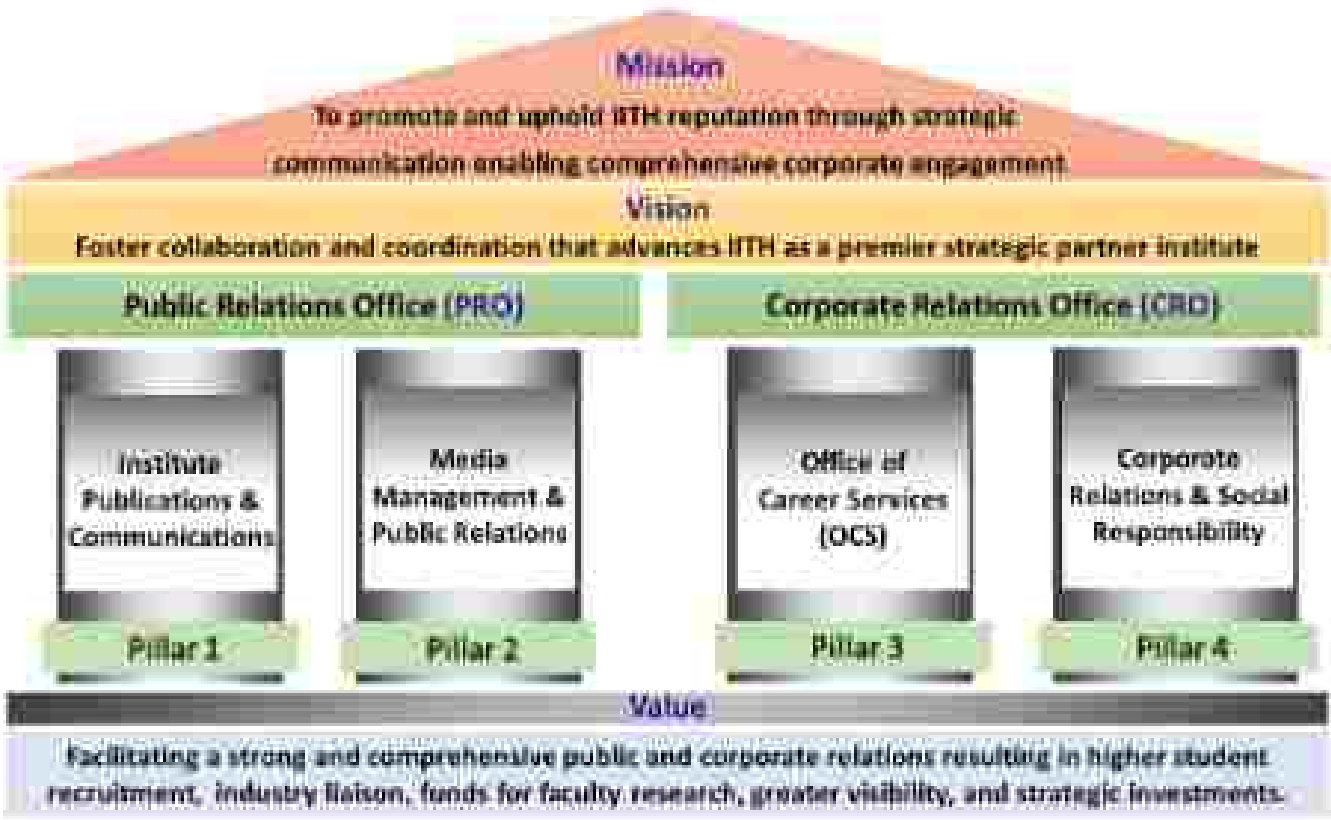 Mission
To promote and uphold IITH reputation through strategic
communication enabling comprehensive corporate engagement
Vision
Foster collaboration and coordination that advances IITH as a premier strategic partner institute
Public Relations Office (PRO)
Corporate Relations Office (CRO)
Institute
Publications &
Communications
Media
Management &
Public Relations
Office of
Career Services
(OCS)
Corporate
Relations & Social
Responsibility
Pillar 1
Pillar 2
Pillar 3
Pillar 4
Value
Facilitating a strong and comprehensive public and corporate relations resulting in higher student
recruitment, industry liaison, funds for faculty research, greater visibility, and strategic investments.